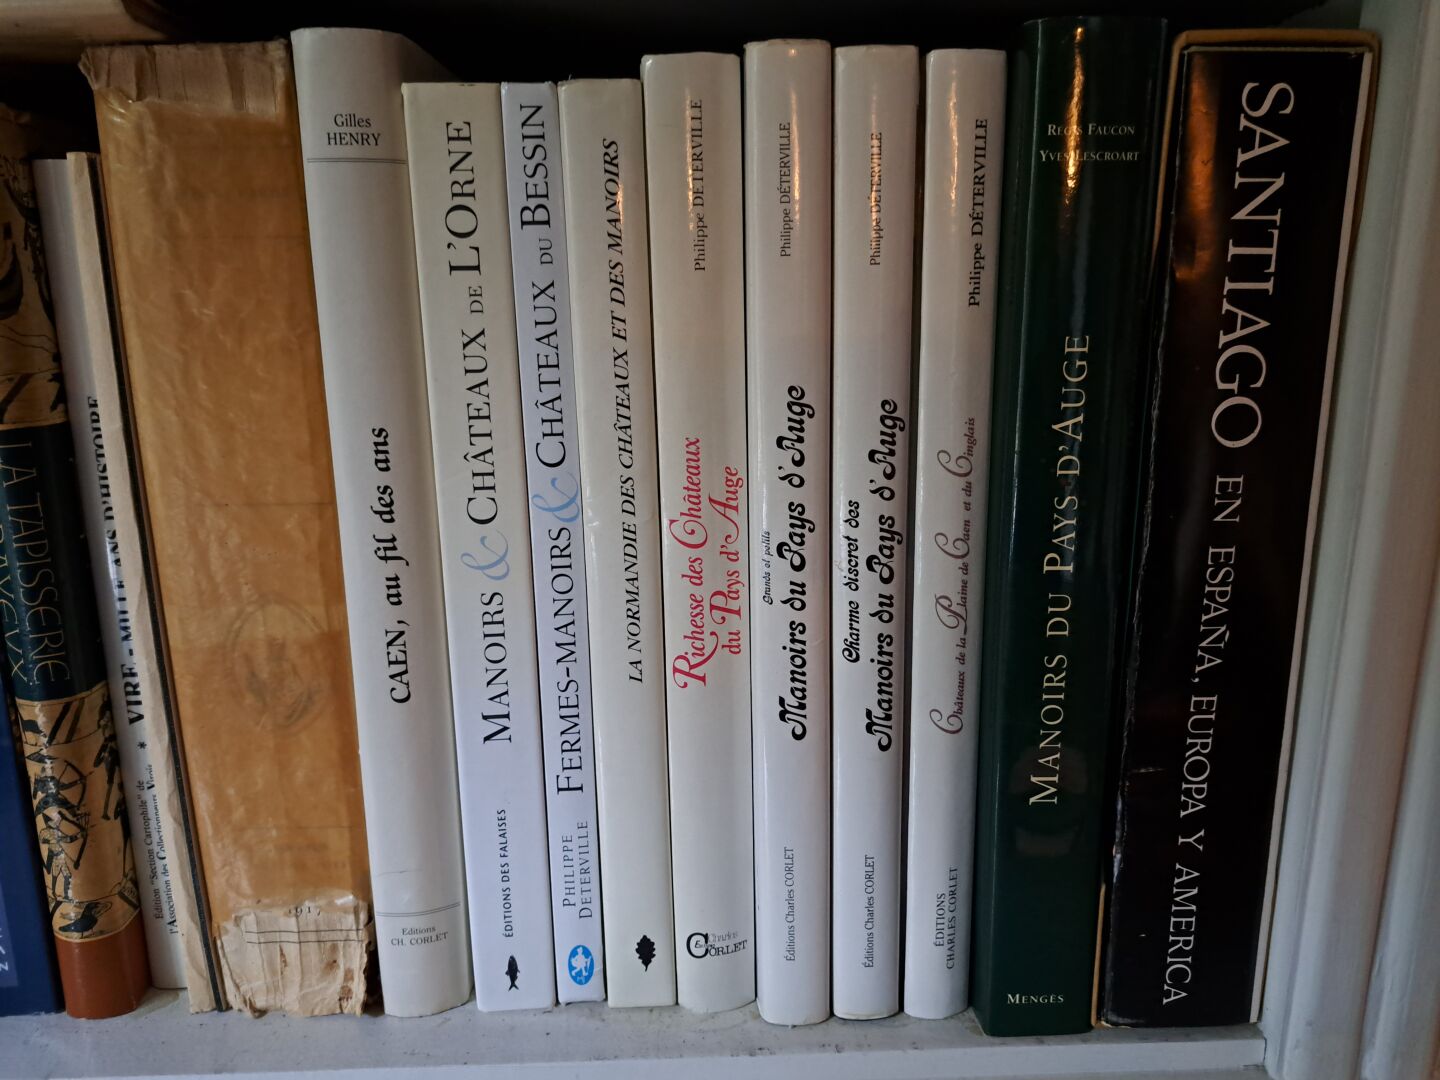 LA TAPISSERIE
VIRE - MILLE ANS D'HISTOIRE
Édition "Section Cartophile" de
l'Association des Collectionneurs Virois
1917
Gilles
HENRY
CAEN, au fil des ans
Editions
CH. CORLET
MANOIRS & CHÂTEAUX DE L'ORNE
ÉDITIONS DES FALAISES
FERMES-MANOIRS & CHÂTEAUX DU BESSIN
PHILIPPE
DETERVILLE
LA NORMANDIE DES CHÂTEAUX ET DES MANOIRS
Philippe DÉTERVILLE
Richesse des Châteaux
du Pays d'Auge
Charles
CORLET
Philippe DÉTERVILLE
Grands et petits
Manoirs du Pays d'Auge
Éditions Charles CORLET
Philippe DÉTERVILLE
Charme discret des
Manoirs du Pays d'Auge
Éditions Charles CORLET
Philippe DÉTERVILLE
Châteaux de la Plaine de Caen et du Cinglais
ÉDITIONS
CHARLES CORLET
RÉGIS FAUCON
YVES LESCROART
MANOIRS DU PAYS D'AUGE
MENGÈS
SANTIAGO EN ESPAÑA, EUROPA Y AMERICA